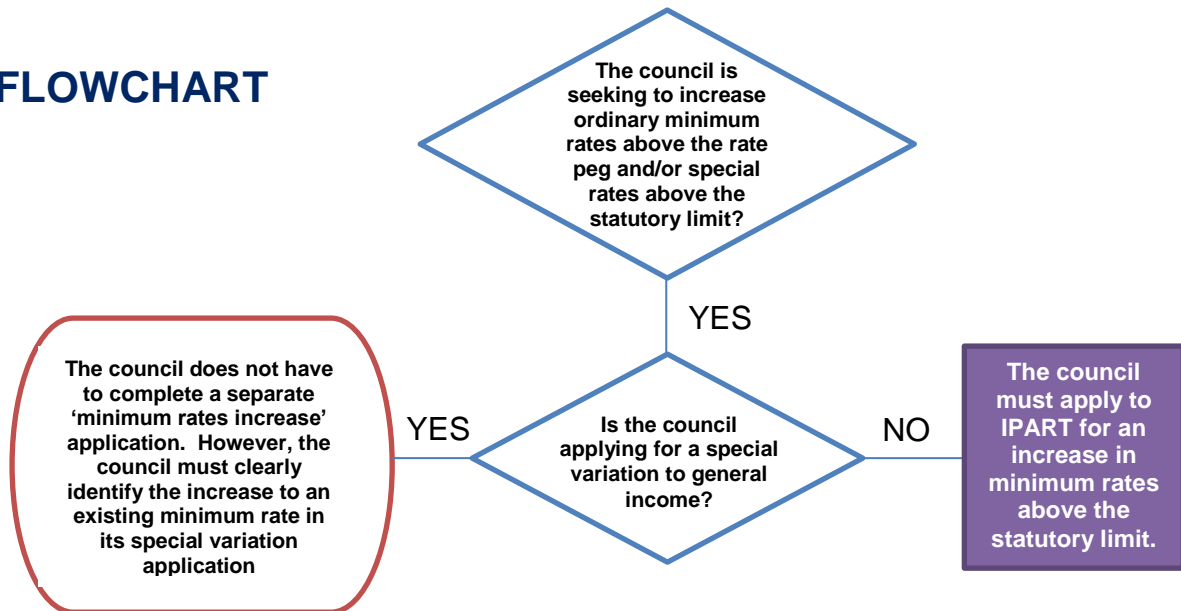 FLOWCHART
The council is
seeking to increase
ordinary minimum
rates above the rate
peg and/or special
rates above the
statutory limit?
YES
The council does not have
to complete a separate
‘minimum rates increase’
application.  However, the
council must clearly
identify the increase to an
existing minimum rate in
its special variation
application
YES
Is the council
applying for a special
variation to general
income?
NO
The council
must apply to
IPART for an
increase in
minimum rates
above the
statutory limit.